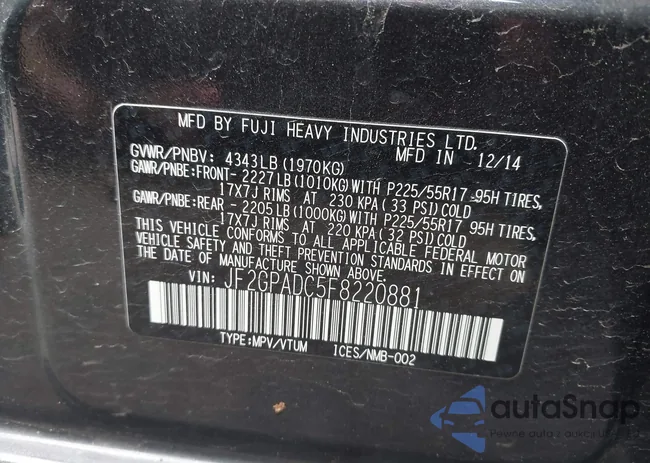 MFD BY FUJI HEAVY INDUSTRIES LTD.
GVWR/PNBV: 4343LB(1970KG) MFD IN 12/14
GAWR/PNBE:FRONT- 2227LB(1010KG)WITH P225/55R17 95H TIRES,
17X7J RIMS AT 230 KPA(33 PSI)COLD
GAWR/PNBE:REAR - 2205LB(1000KG)WITH P225/55R17 95H TIRES,
17X7J RIMS AT 220 KPA(32 PSI)COLD
THIS VEHICLE CONFORMS TO ALL APPLICABLE FEDERAL MOTOR
VEHICLE SAFETY AND THEFT PREVENTION STANDARDS IN EFFECT ON
THE DATE OF MANUFACTURE SHOWN ABOVE.
VIN: JF2GPADC5F8220881
TYPE:MPV/VTUM ICES/NMB-002
autaSnap
Pewne auta z aukcji